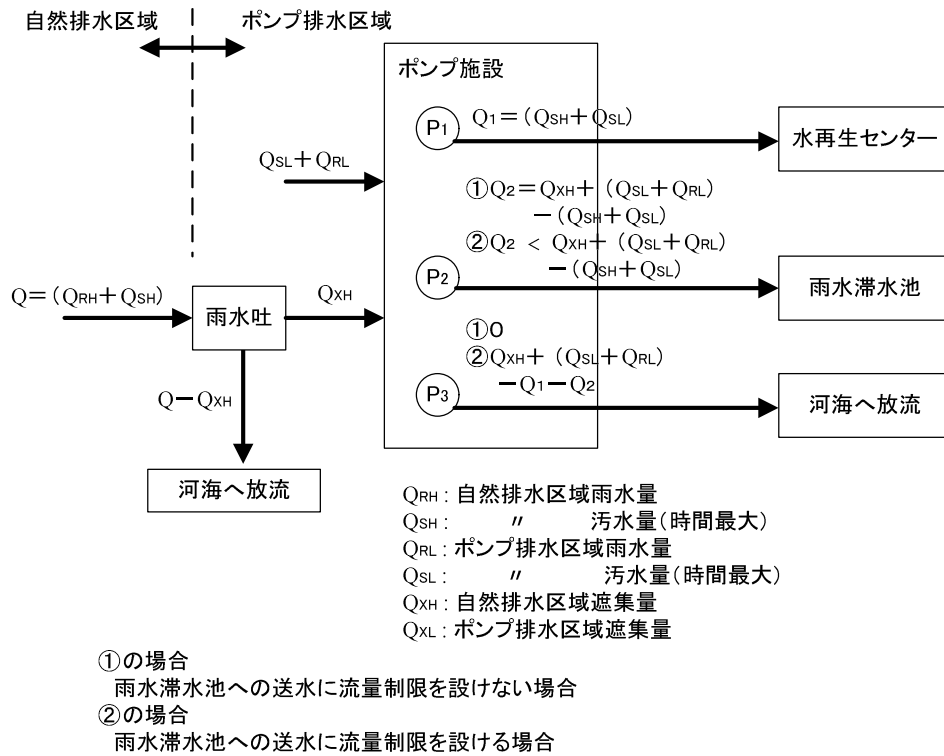 自然排水区域
ポンプ排水区域
ポンプ施設
P1
Q1=(QSH+QSL)
水再生センター
QSL+QRL
①Q2=QXH+(QSL+QRL)
－(QSH+QSL)
②Q2 < QXH+(QSL+QRL)
－(QSH+QSL)
P2
雨水滞水池
Q=(QRH+QSH)
雨水吐
QXH
①0
②QXH+(QSL+QRL)
－Q1－Q2
P3
河海へ放流
Q－QXH
河海へ放流
QRH : 自然排水区域雨水量
QSH : 〃 汚水量(時間最大)
QRL : ポンプ排水区域雨水量
QSL : 〃 汚水量(時間最大)
QXH : 自然排水区域遮集量
QXL : ポンプ排水区域遮集量
①の場合
雨水滞水池への送水に流量制限を設けない場合
②の場合
雨水滞水池への送水に流量制限を設ける場合